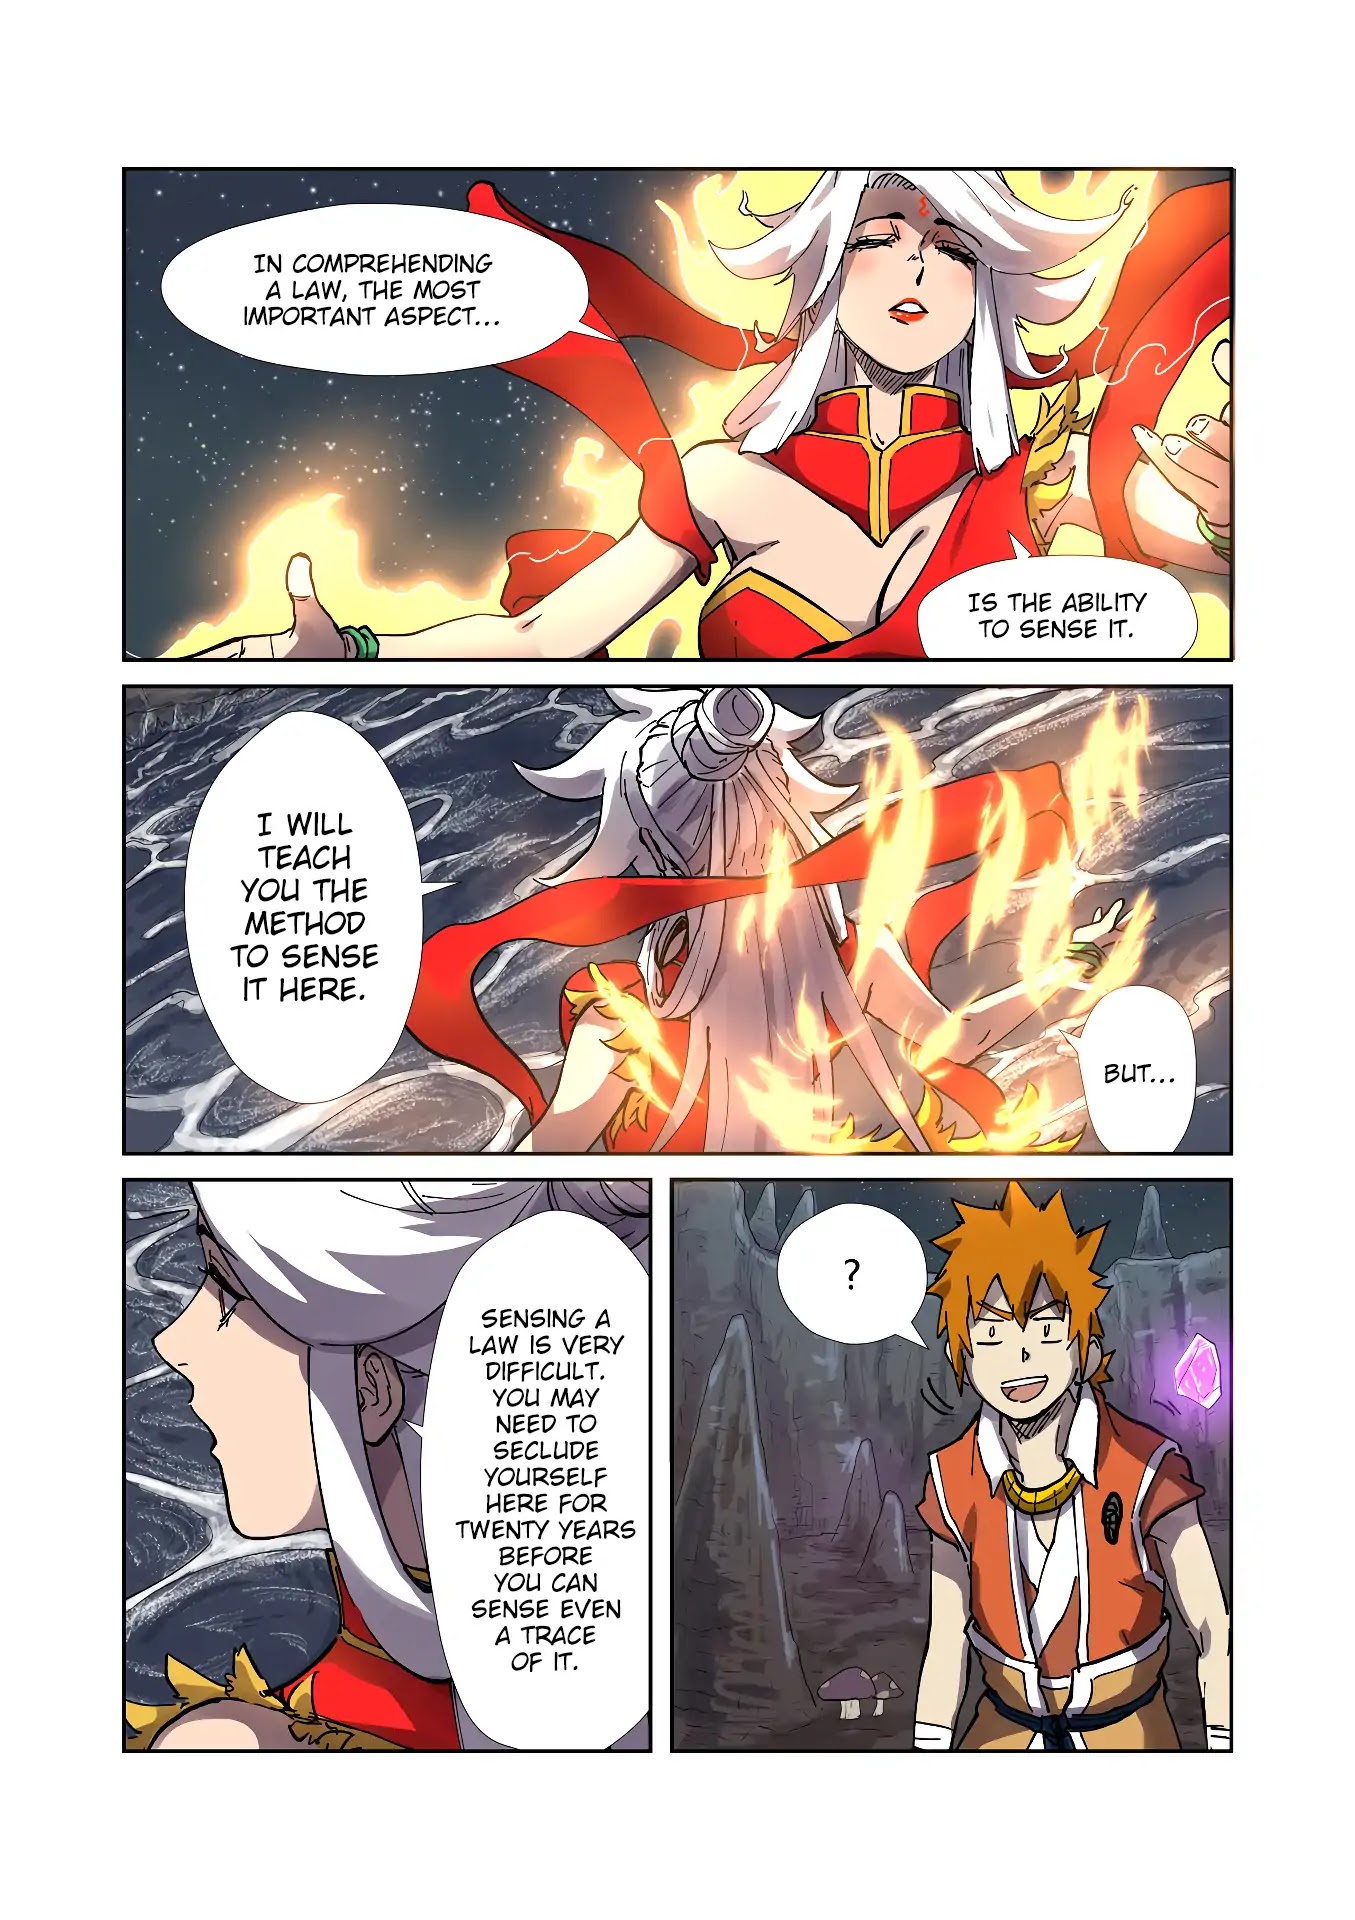 IN COMPREHENDING
A LAW, THE MOST
IMPORTANT ASPECT...
IS THE ABILITY
TO SENSE IT.
I WILL
TEACH
YOU THE
METHOD
TO SENSE
IT HERE.
BUT...
SENSING A
LAW IS VERY
DIFFICULT.
YOU MAY
NEED TO
SECLUDE
YOURSELF
HERE FOR
TWENTY YEARS
BEFORE
YOU CAN
SENSE EVEN
A TRACE
OF IT.
?